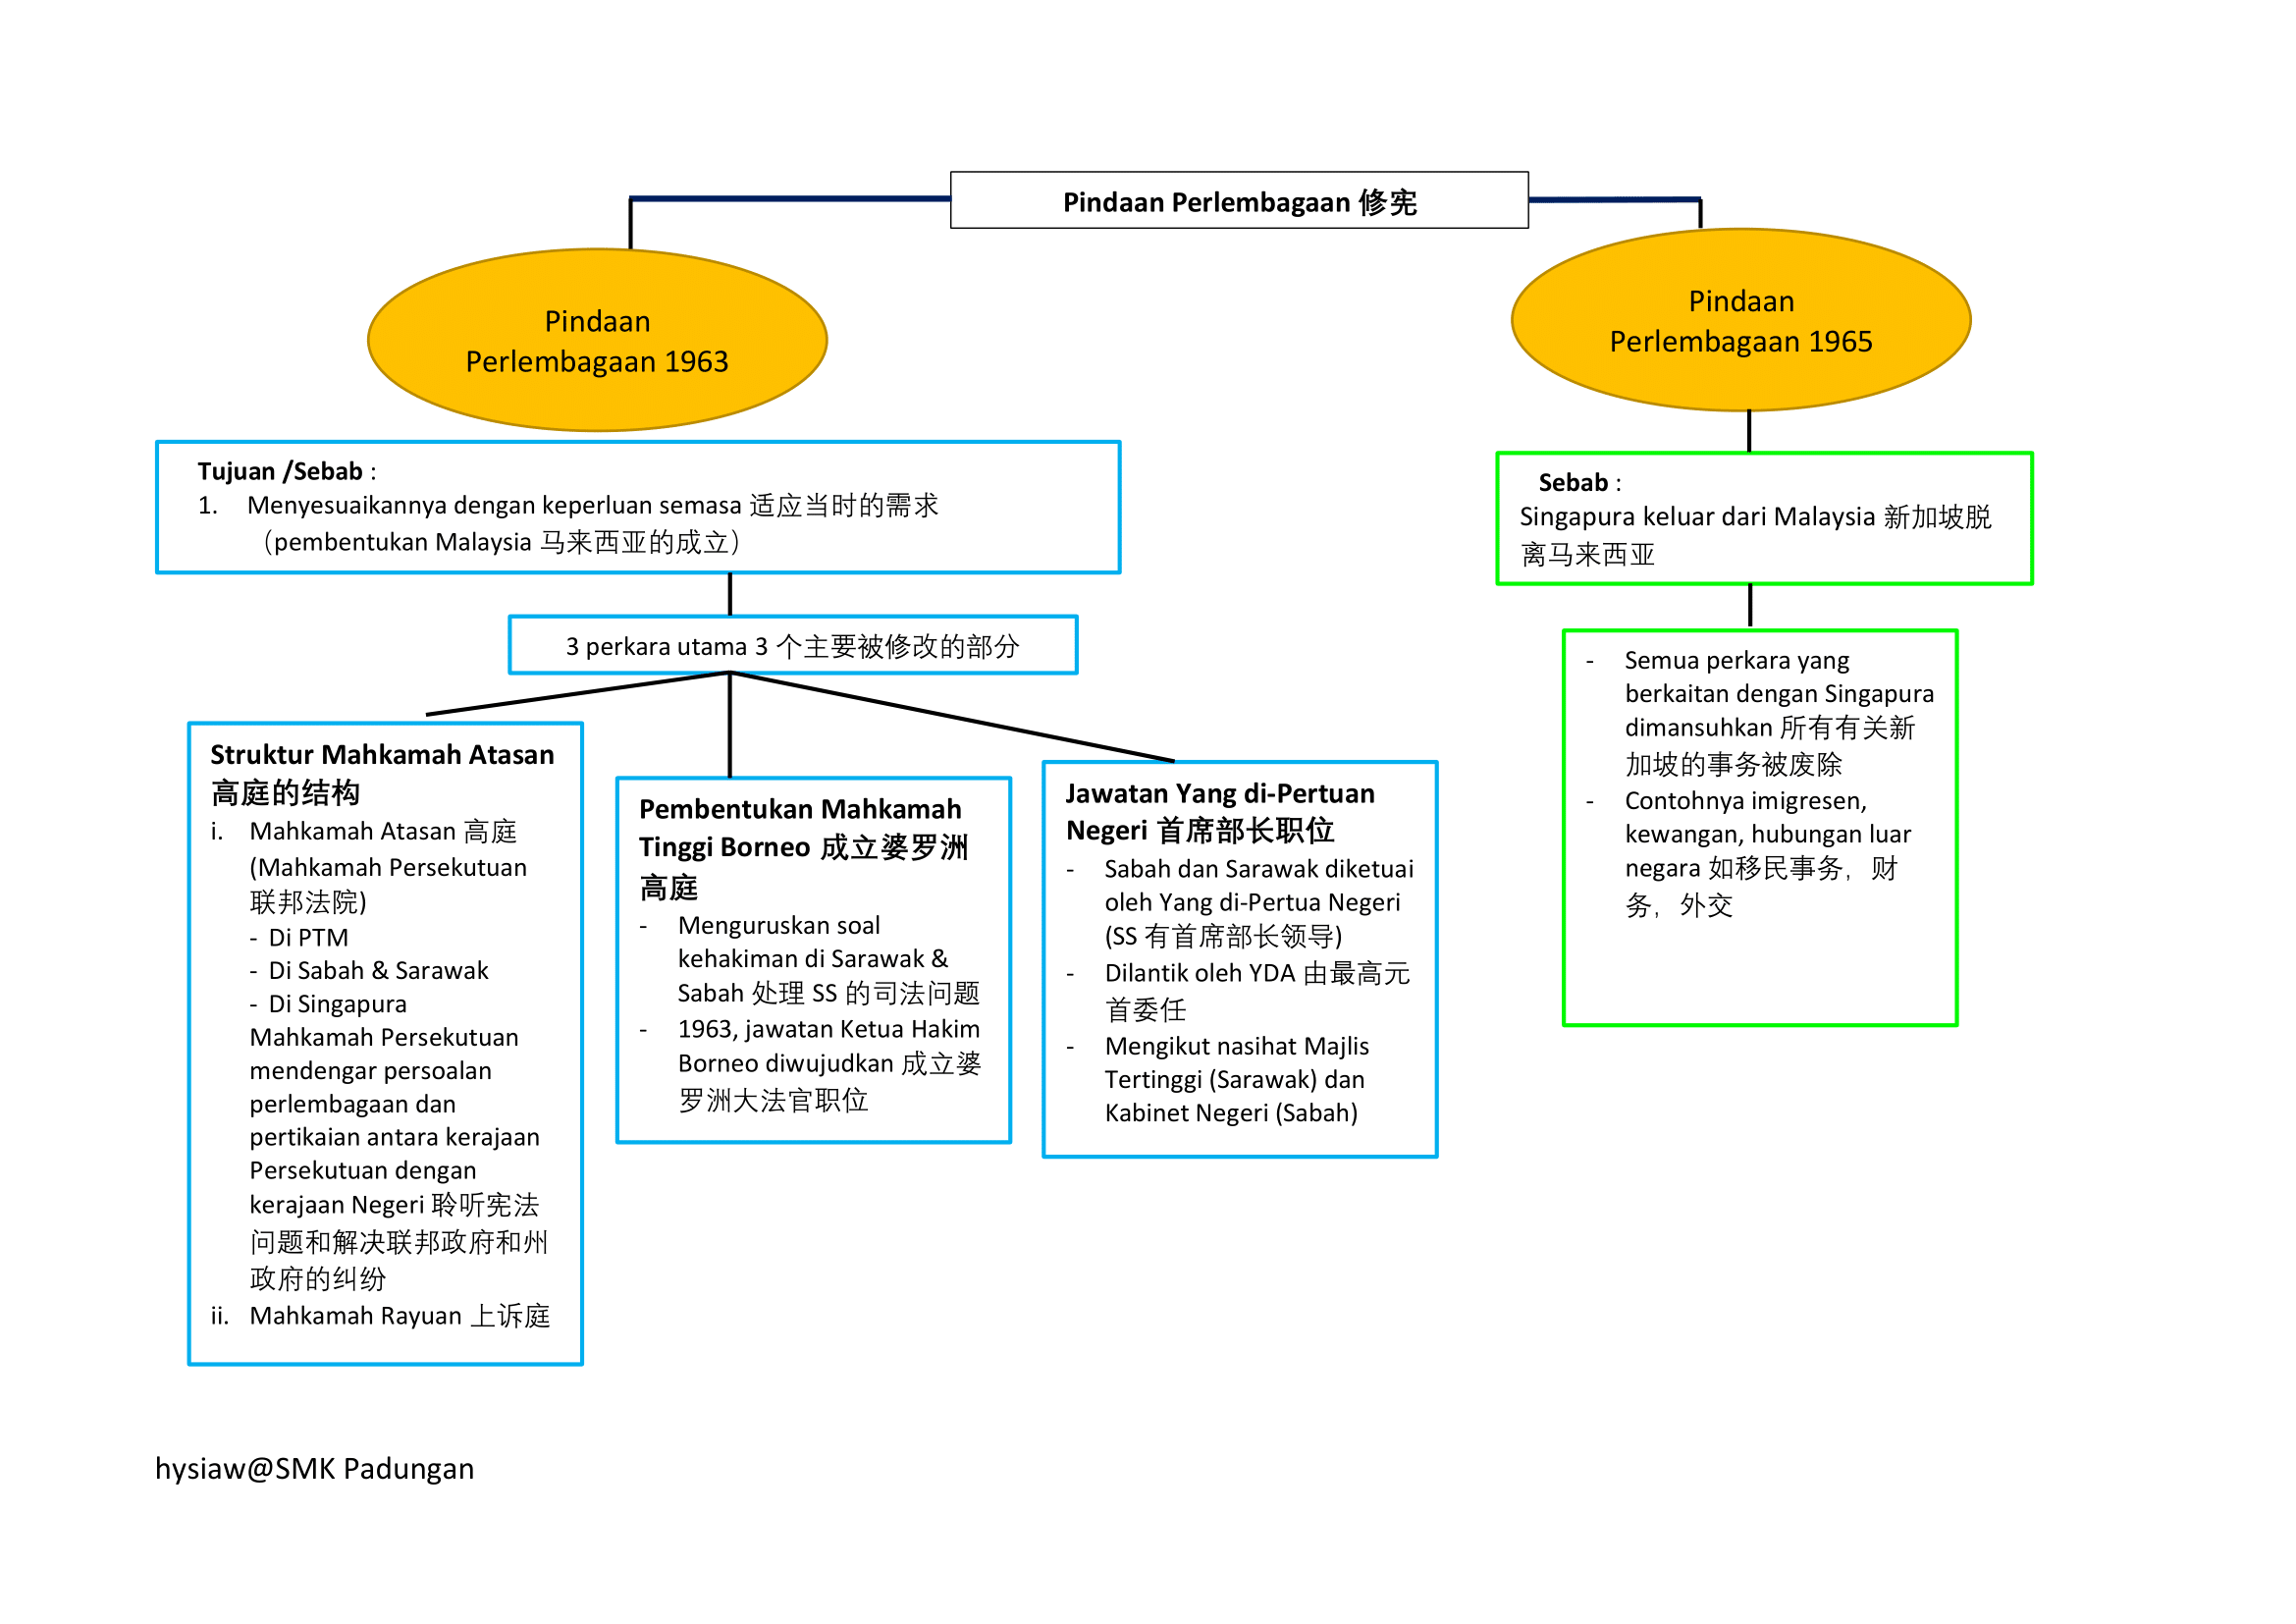 Pindaan Perlembagaan 修宪
Pindaan
Perlembagaan 1963
Pindaan
Perlembagaan 1965
Tujuan /Sebab :
1. Menyesuaikannya dengan keperluan semasa 适应当时的需求
（pembentukan Malaysia 马来西亚的成立）
Sebab :
Singapura keluar dari Malaysia 新加坡脱
离马来西亚
3 perkara utama 3 个主要被修改的部分
Struktur Mahkamah Atasan
高庭的结构
i. Mahkamah Atasan 高庭
(Mahkamah Persekutuan
联邦法院)
- Di PTM
- Di Sabah & Sarawak
- Di Singapura
Mahkamah Persekutuan
mendengar persoalan
perlembagaan dan
pertikaian antara kerajaan
Persekutuan dengan
kerajaan Negeri 聆听宪法
问题和解决联邦政府和州
政府的纠纷
ii. Mahkamah Rayuan 上诉庭
Pembentukan Mahkamah
Tinggi Borneo 成立婆罗洲
高庭
- Menguruskan soal
kehakiman di Sarawak &
Sabah 处理 SS 的司法问题
- 1963, jawatan Ketua Hakim
Borneo diwujudkan 成立婆
罗洲大法官职位
Jawatan Yang di-Pertuan
Negeri 首席部长职位
- Sabah dan Sarawak diketuai
oleh Yang di-Pertua Negeri
(SS 有首席部长领导)
- Dilantik oleh YDA 由最高元
首委任
- Mengikut nasihat Majlis
Tertinggi (Sarawak) dan
Kabinet Negeri (Sabah)
- Semua perkara yang
berkaitan dengan Singapura
dimansuhkan 所有有关新
加坡的事务被废除
- Contohnya imigresen,
kewangan, hubungan luar
negara 如移民事务，财
务，外交
hysiaw@SMK Padungan